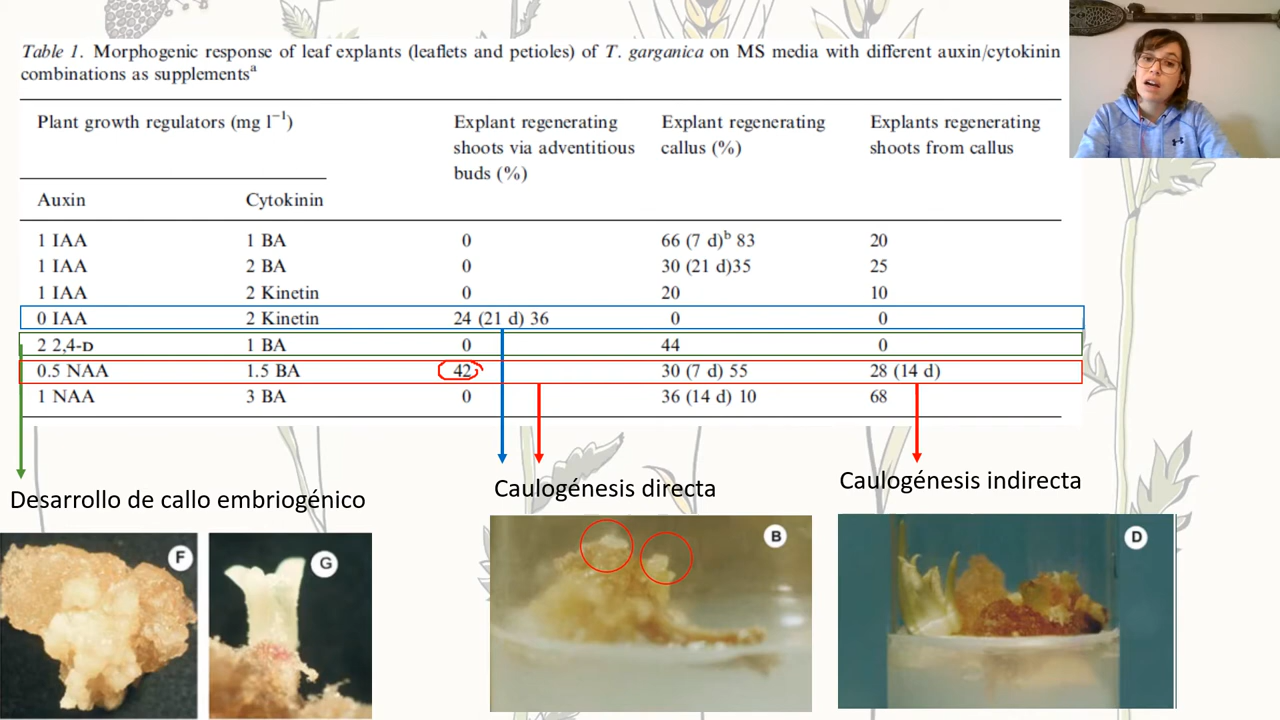 Table 1. Morphogenic response of leaf explants (leaflets and petioles) of T. garganica on MS media with different auxin/cytokinin
combinations as supplementsᵃ
Plant growth regulators (mg l⁻¹)
Explant regenerating shoots via adventitious buds (%)
Explant regenerating callus (%)
Explants regenerating shoots from callus
Auxin Cytokinin
1 IAA 1 BA 0 66 (7 d)ᵇ 83 20
1 IAA 2 BA 0 30 (21 d)35 25
1 IAA 2 Kinetin 0 20 10
0 IAA 2 Kinetin 24 (21 d) 36 0 0
2 2,4-D 1 BA 0 44 0
0.5 NAA 1.5 BA 42 30 (7 d) 55 28 (14 d)
1 NAA 3 BA 0 36 (14 d) 10 68
Desarrollo de callo embriogénico
Caulogénesis directa
Caulogénesis indirecta
F
G
B
D